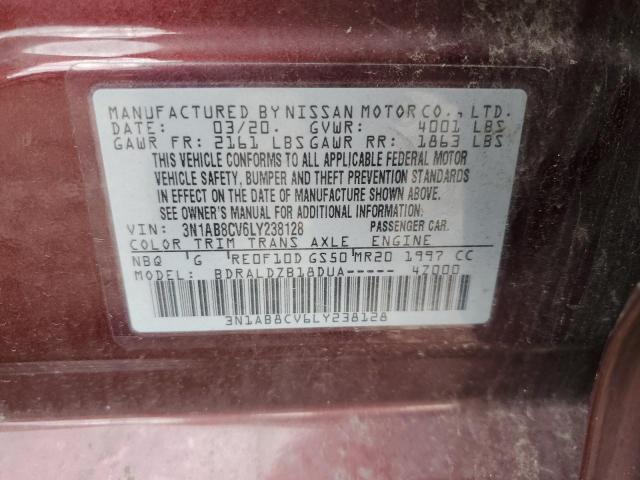 MANUFACTURED BY NISSAN MOTOR CO., LTD.
DATE: 03/20. GVWR: 4001 LBS
GAWR FR: 2161 LBS GAWR RR: 1863 LBS
THIS VEHICLE CONFORMS TO ALL APPLICABLE FEDERAL MOTOR
VEHICLE SAFETY, BUMPER AND THEFT PREVENTION STANDARDS
IN EFFECT ON THE DATE OF MANUFACTURE SHOWN ABOVE.
SEE OWNER'S MANUAL FOR ADDITIONAL INFORMATION.
VIN: 3N1AB8CV6LY238128 PASSENGER CAR.
COLOR TRIM TRANS AXLE ENGINE
NBQ G RE0F10D GS50 MR20 1997 CC
MODEL: BDRALDZB18DUA----- 4Z000
3N1AB8CV6LY238128